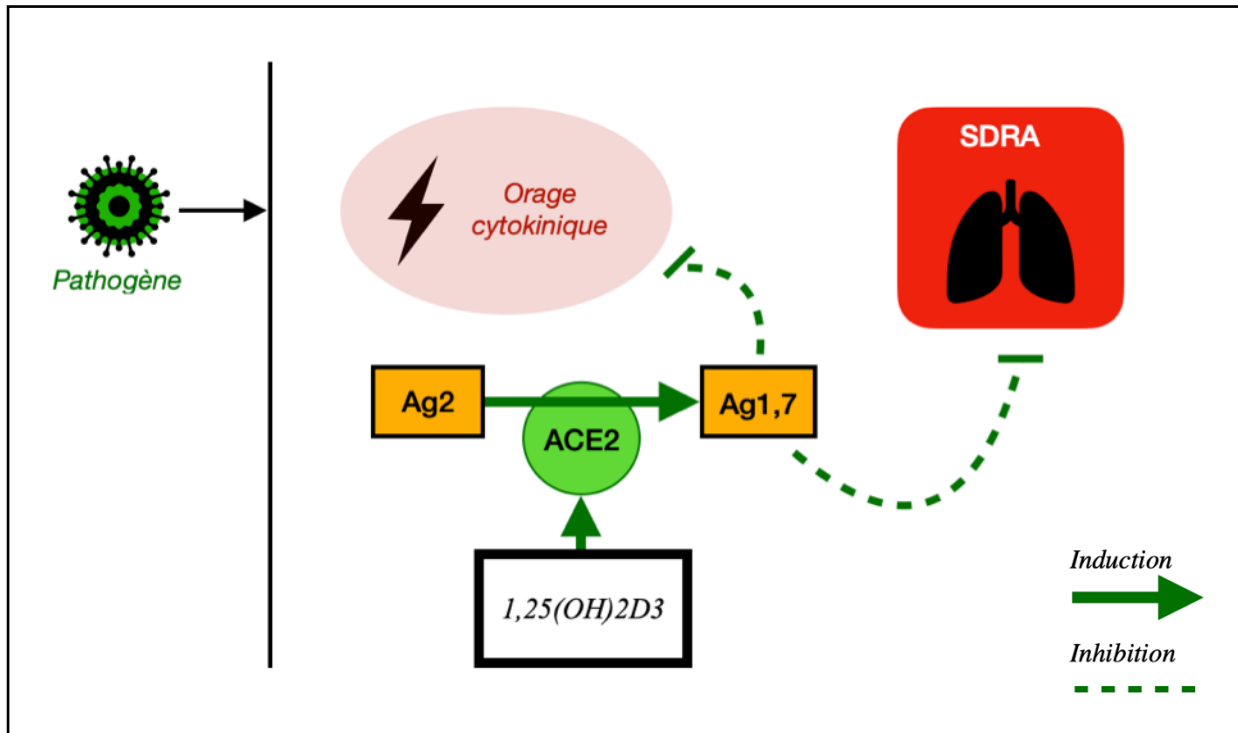 Pathogène
Orage
cytokinique
SDRA
Ag2
ACE2
Ag1,7
1,25(OH)2D3
Induction
Inhibition